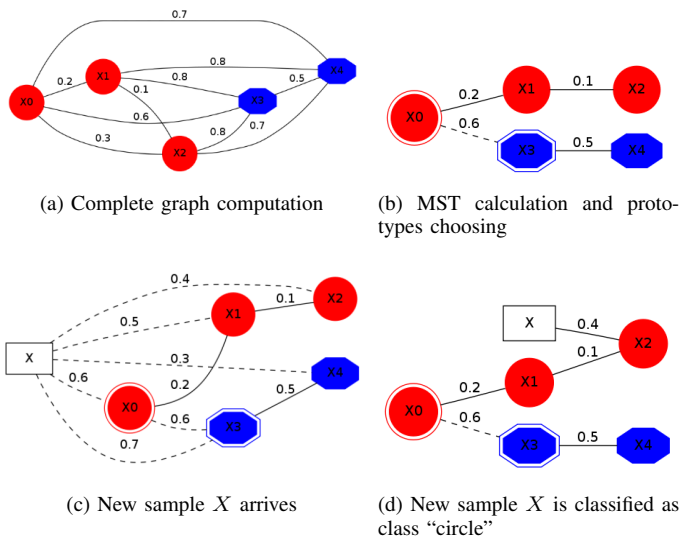 0.7
X1
0.8
X4
X0
0.2
0.1
0.8
X3
0.5
0.6
0.3
X2
0.8
0.7
(a) Complete graph computation
X0
0.2
X1
0.1
X2
0.6
X3
0.5
X4
(b) MST calculation and proto-
types choosing
X
0.4
0.5
0.3
0.6
0.7
X0
0.2
X1
0.1
X2
0.6
X3
0.5
X4
(c) New sample X arrives
X
0.4
X2
0.1
X0
0.2
X1
0.6
X3
0.5
X4
(d) New sample X is classified as
class “circle”